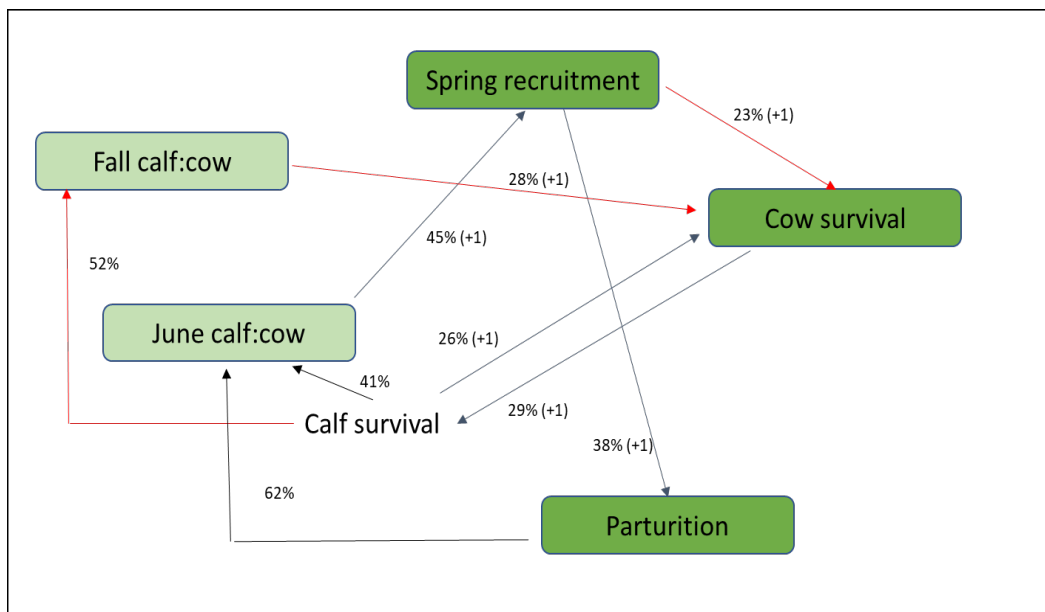 Spring recruitment
23% (+1)
Fall calf:cow
28% (+1)
Cow survival
45% (+1)
52%
June calf:cow
26% (+1)
41%
29% (+1)
Calf survival
38% (+1)
62%
Parturition